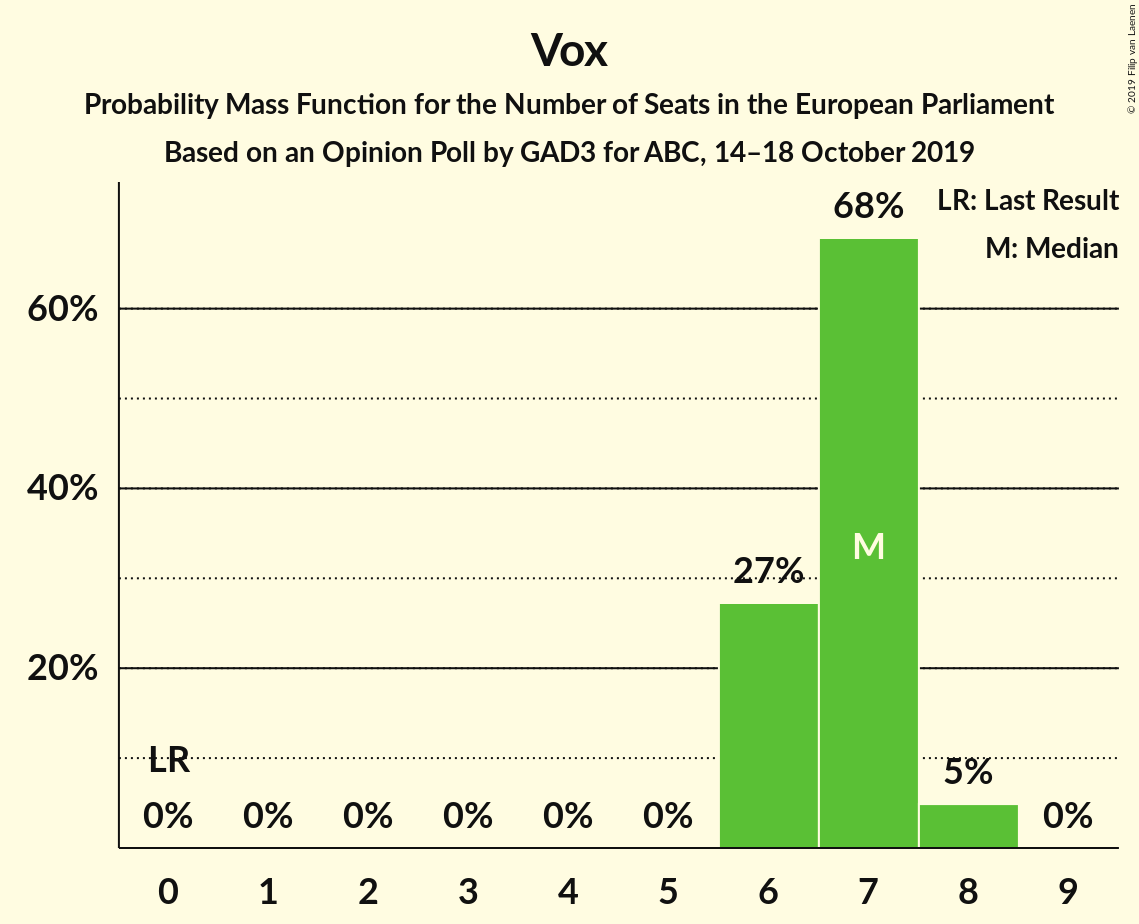 Vox
Probability Mass Function for the Number of Seats in the European Parliament
Based on an Opinion Poll by GAD3 for ABC, 14–18 October 2019
© 2019 Filip van Laenen
LR: Last Result
M: Median
68%
60%
40%
M
27%
20%
LR
5%
0% 0% 0% 0% 0% 0% 0%
0 1 2 3 4 5 6 7 8 9